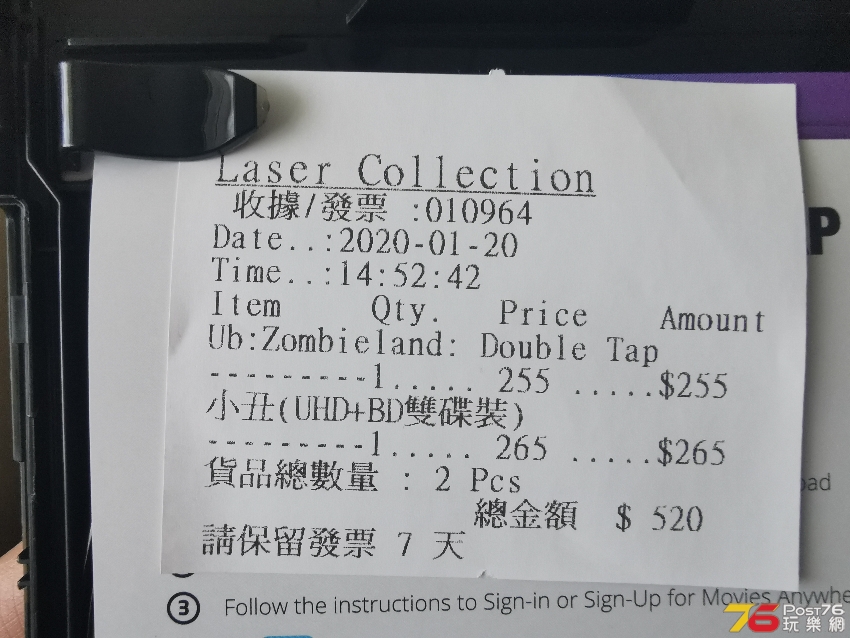 Laser Collection
收據/發票 :010964
Date..:2020-01-20
Time..:14:52:42
Item Qty. Price Amount
Ub:Zombieland: Double Tap
---------1..... 255 .....$255
小丑(UHD+BD雙碟裝)
---------1..... 265 .....$265
貨品總數量 : 2 Pcs
總金額 $ 520
請保留發票 7 天
P
oad
3 Follow the instructions to Sign-in or Sign-Up for Movies Anywhe
76 Post76
玩樂網